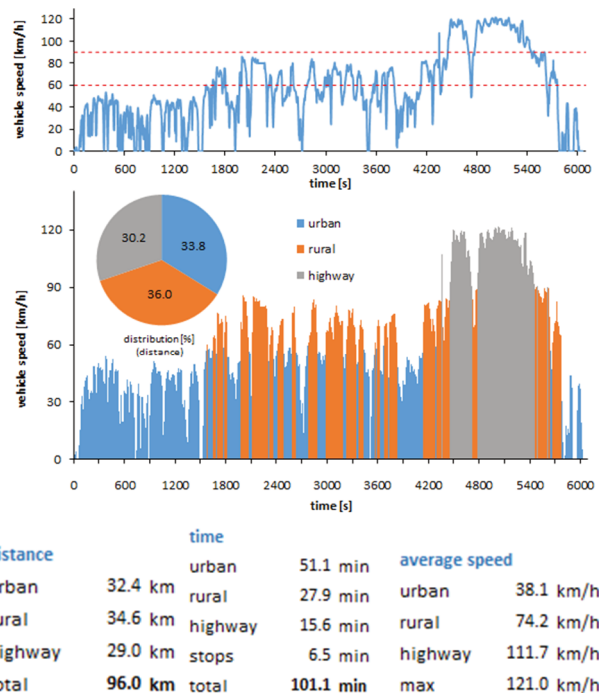 vehicle speed [km/h]
120
100
80
60
40
20
0
0 600 1200 1800 2400 3000 3600 4200 4800 5400 6000
time [s]
vehicle speed [km/h]
120
90
60
30
0
30.2 33.8
36.0
distribution [%]
(distance)
urban
rural
highway
0 600 1200 1800 2400 3000 3600 4200 4800 5400 6000
time [s]
istance
rban 32.4 km
ural 34.6 km
ighway 29.0 km
otal 96.0 km
time
urban 51.1 min
rural 27.9 min
highway 15.6 min
stops 6.5 min
total 101.1 min
average speed
urban 38.1 km/h
rural 74.2 km/h
highway 111.7 km/h
max 121.0 km/h